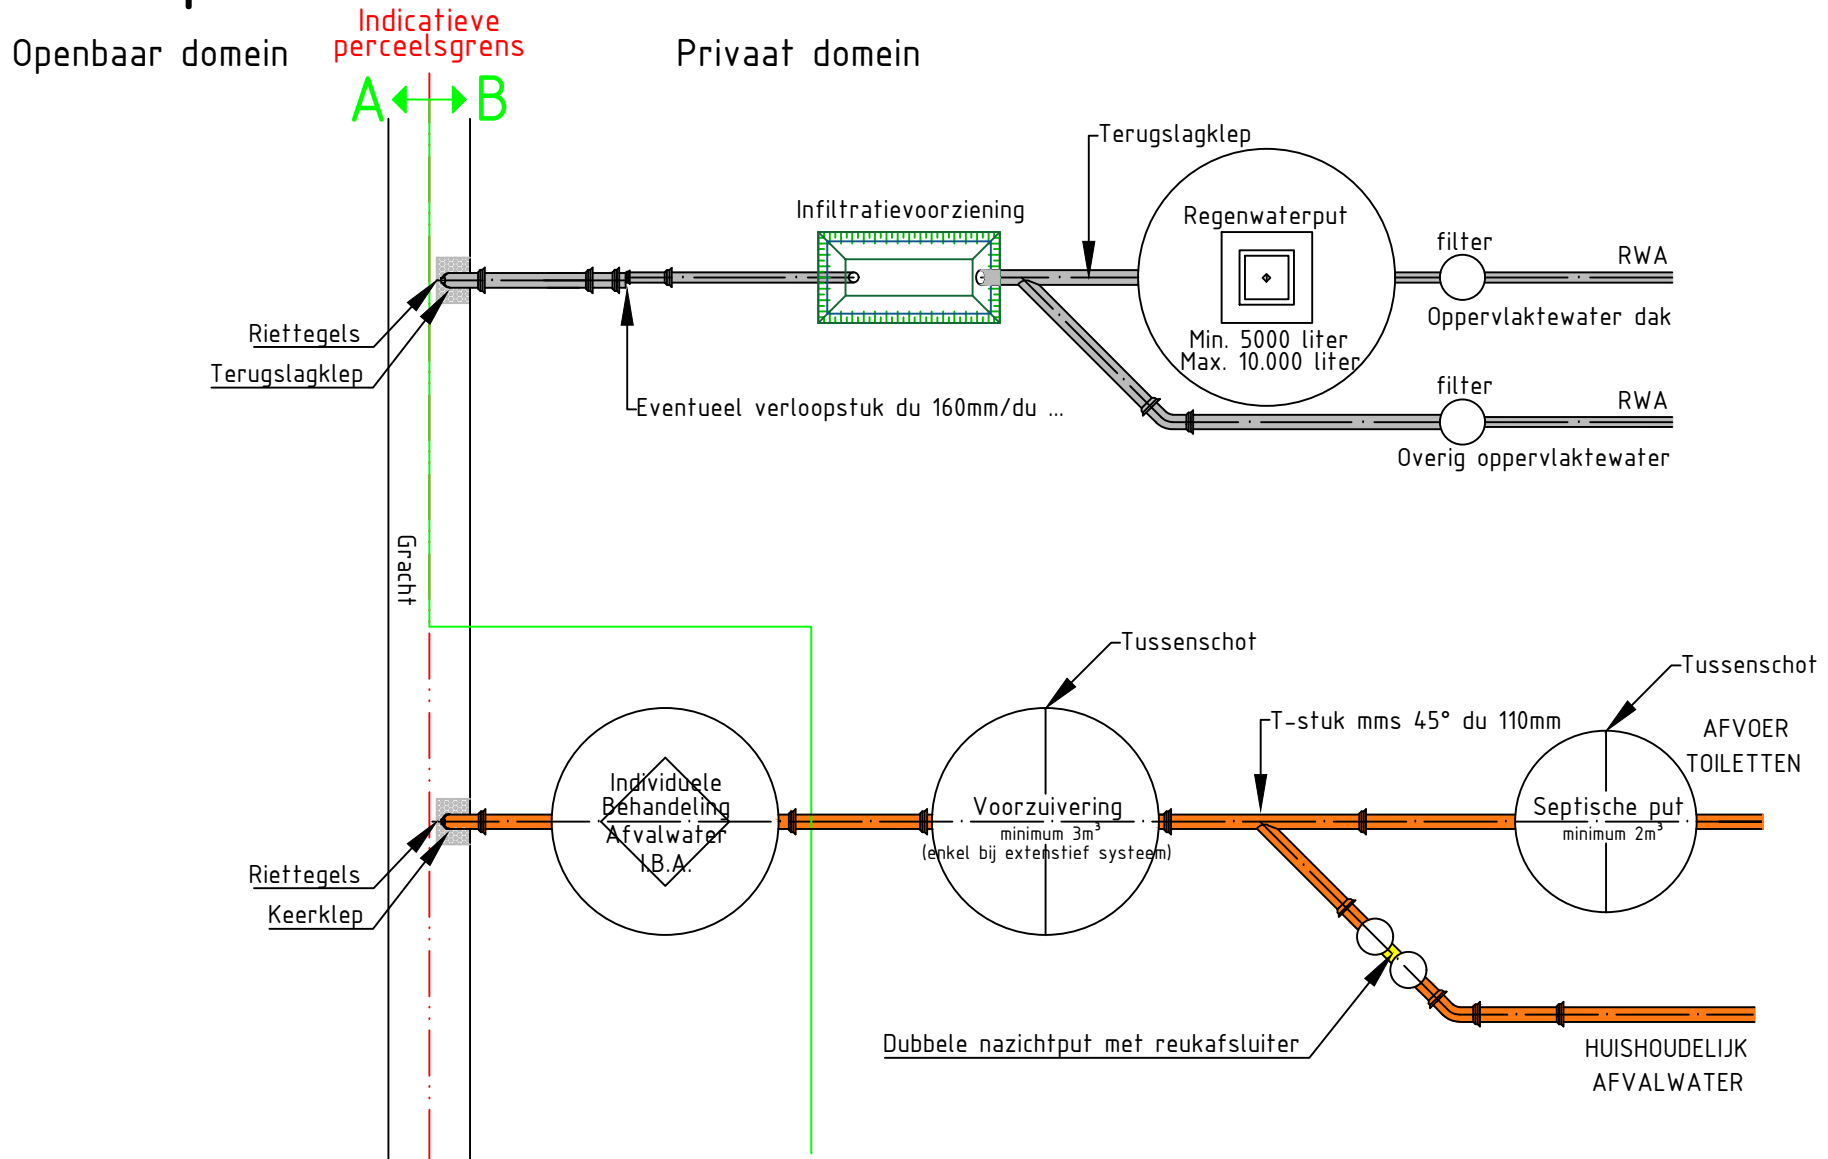 Openbaar domein
Indicatieve
perceelsgrens
Privaat domein
A
B
Terugslagklep
Infiltratievoorziening
Regenwaterput
Min. 5000 liter
Max. 10.000 liter
filter
RWA
Oppervlaktewater dak
Riettegels
Terugslagklep
Eventueel verloopstuk du 160mm/du ...
filter
RWA
Overig oppervlaktewater
Gracht
Tussenschot
Tussenschot
T-stuk mms 45° du 110mm
AFVOER
TOILETTEN
Individuele
Behandeling
Afvalwater
I.B.A.
Voorzuivering
minimum 3m³
(enkel bij extenstief systeem)
Septische put
minimum 2m³
Riettegels
Keerklep
Dubbele nazichtput met reukafsluiter
HUISHOUDELIJK
AFVALWATER